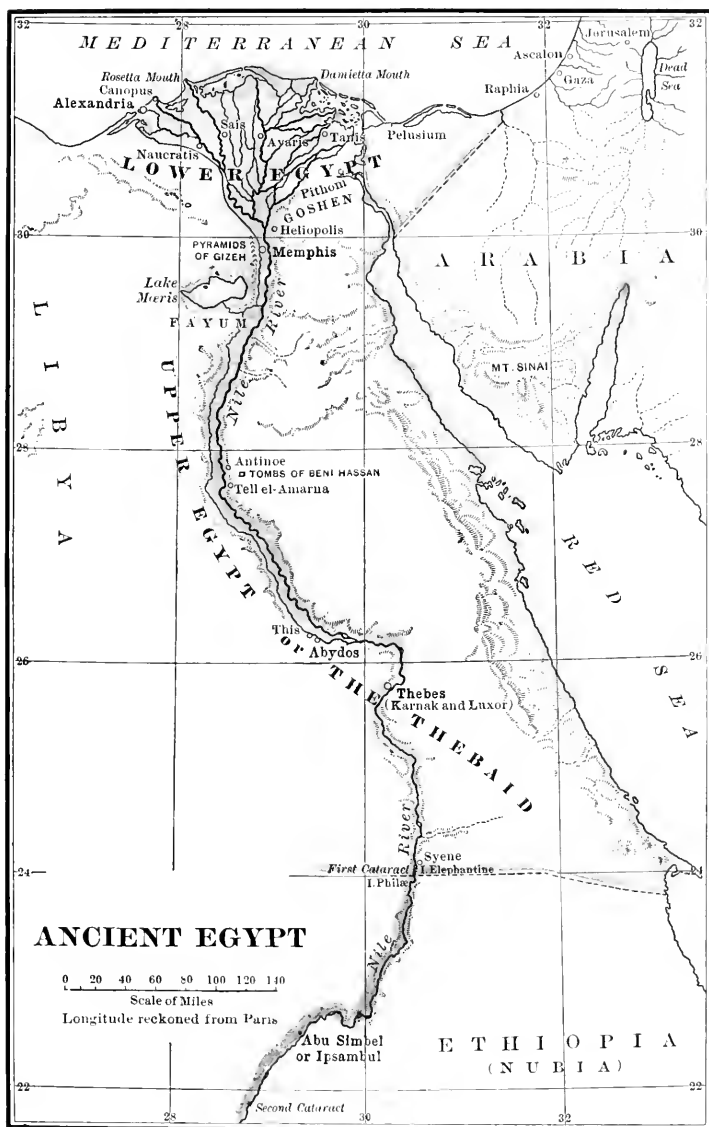 28 30 32
32 32
MEDITERRANEAN SEA
Jerusalem
Ascalon
Dead
Sea
Gaza
Raphia
Rosetta Mouth
Damietta Mouth
Canopus
Alexandria
Sais
Avaris
Tanis
Pelusium
Naucratis
LOWER EGYPT
Pithom
GOSHEN
30 30
Heliopolis
PYRAMIDS
OF GIZEH
Memphis
ARABIA
Lake
Mœris
FAYUM
LIBYA
Nile River
MT. SINAI
UPPER EGYPT or THE THEBAID
28 28
Antinoe
TOMBS OF BENI HASSAN
Tell el-Amarna
RED SEA
This
Abydos
26 26
Thebes
(Karnak and Luxor)
Nile River
Syene
24 24
First Cataract
I. Elephantine
I. Philæ
ANCIENT EGYPT
0 20 40 60 80 100 120 140
Scale of Miles
Longitude reckoned from Paris
Abu Simbel
or Ipsambul
ETHIOPIA
(NUBIA)
22 22
Second Cataract
28 30 32